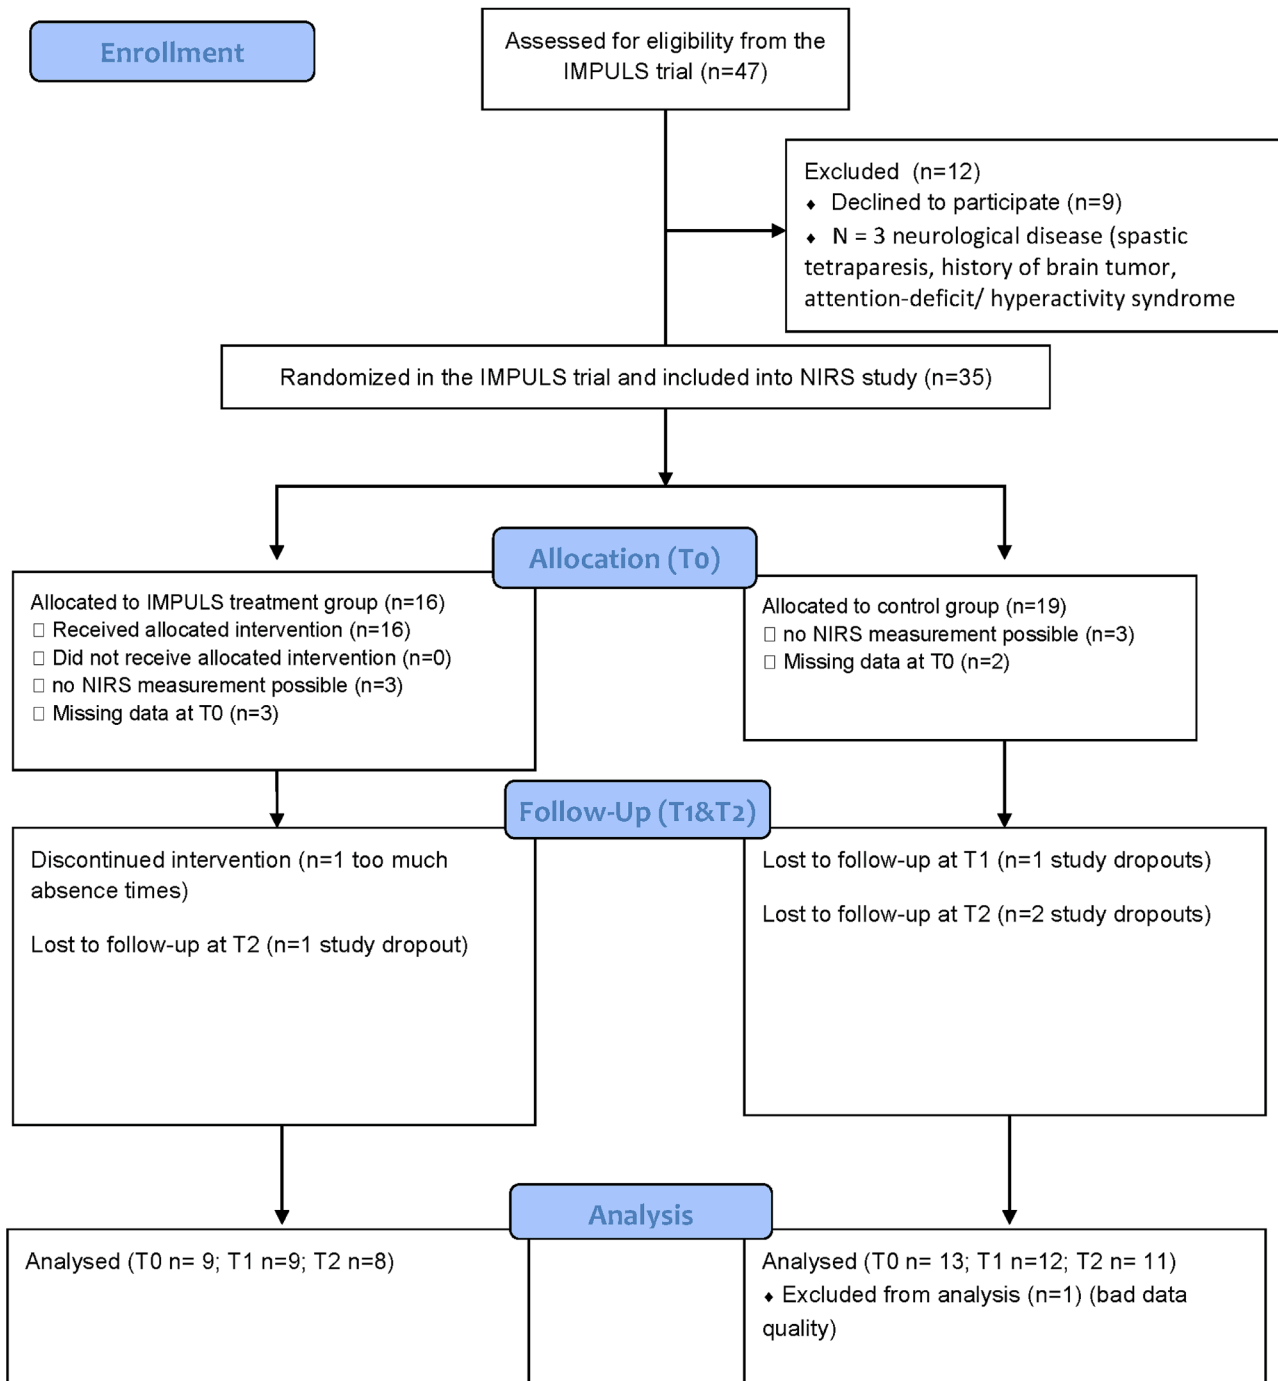 Enrollment
Assessed for eligibility from the
IMPULS trial (n=47)
Excluded (n=12)
⬧ Declined to participate (n=9)
⬧ N = 3 neurological disease (spastic
tetraparesis, history of brain tumor,
attention-deficit/ hyperactivity syndrome
Randomized in the IMPULS trial and included into NIRS study (n=35)
Allocation (T0)
Allocated to IMPULS treatment group (n=16)
□ Received allocated intervention (n=16)
□ Did not receive allocated intervention (n=0)
□ no NIRS measurement possible (n=3)
□ Missing data at T0 (n=3)
Allocated to control group (n=19)
□ no NIRS measurement possible (n=3)
□ Missing data at T0 (n=2)
Follow-Up (T1&T2)
Discontinued intervention (n=1 too much
absence times)
Lost to follow-up at T2 (n=1 study dropout)
Lost to follow-up at T1 (n=1 study dropouts)
Lost to follow-up at T2 (n=2 study dropouts)
Analysis
Analysed (T0 n= 9; T1 n=9; T2 n=8)
Analysed (T0 n= 13; T1 n=12; T2 n= 11)
⬧ Excluded from analysis (n=1) (bad data
quality)